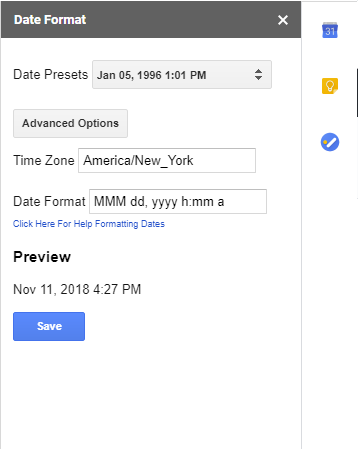 Date Format
31
Date Presets Jan 05, 1996 1:01 PM
Advanced Options
Time Zone America/New_York
Date Format MMM dd, yyyy h:mm a
Click Here For Help Formatting Dates
Preview
Nov 11, 2018 4:27 PM
Save